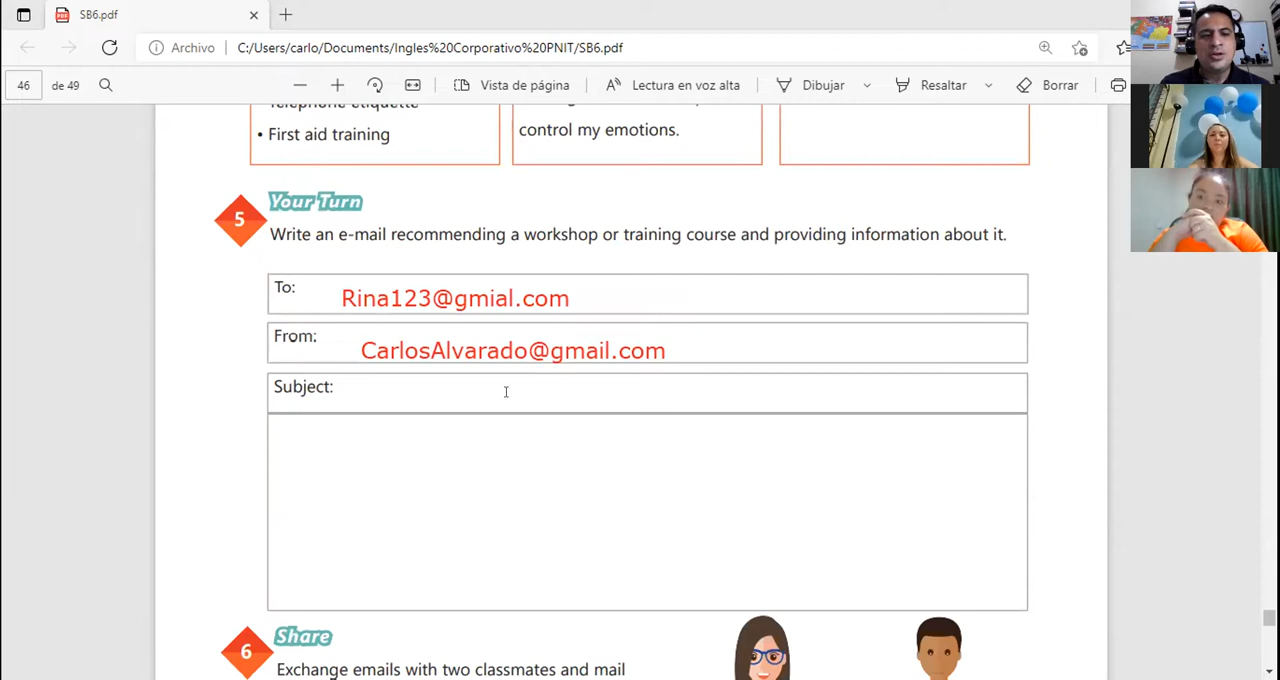 SB6.pdf
Archivo
C:/Users/carlo/Documents/Ingles%20Corporativo%20PNIT/SB6.pdf
46 de 49
Vista de página
Lectura en voz alta
Dibujar
Resaltar
Borrar
Telephone etiquette
• First aid training
control my emotions.
5
Your Turn
Write an e-mail recommending a workshop or training course and providing information about it.
To: Rina123@gmial.com
From: CarlosAlvarado@gmail.com
Subject:
6
Share
Exchange emails with two classmates and mail